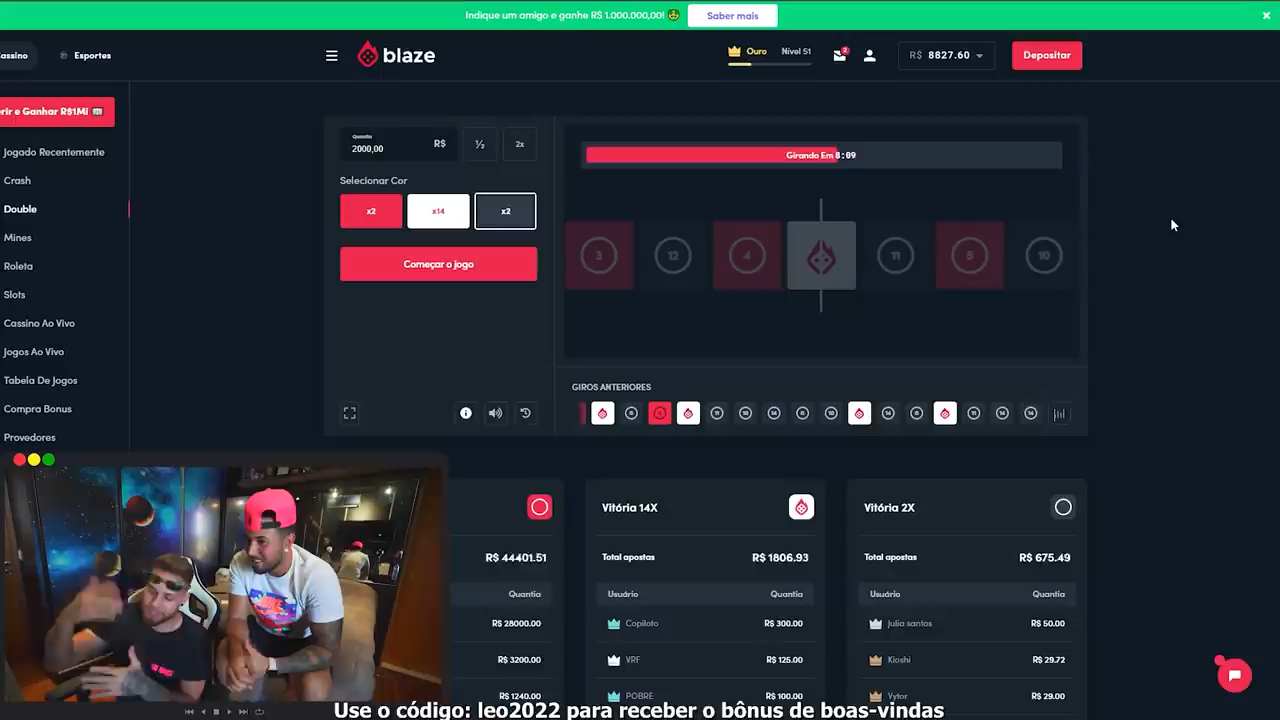 Indique um amigo e ganhe R$ 1.000.000,00! 🤑 Saber mais
assino Esportes
blaze
Ouro Nível 51
2
R$ 8827.60
Depositar
rir e Ganhar R$1Mi
Jogado Recentemente
Crash
Double
Mines
Roleta
Slots
Cassino Ao Vivo
Jogos Ao Vivo
Tabela De Jogos
Compra Bonus
Provedores
Quantia
2000,00 R$ ½ 2x
Selecionar Cor
x2 x14 x2
Começar o jogo
Girando Em 8:09
3 12 4 11 5 10
GIROS ANTERIORES
Vitória 14X
Vitória 2X
R$ 44401.51
Total apostas R$ 1806.93
Total apostas R$ 675.49
Quantia
Usuário Quantia
Usuário Quantia
R$ 28000.00
Copiloto R$ 300.00
Julia santos R$ 50.00
R$ 3200.00
VRF R$ 125.00
Kioshi R$ 29.72
R$ 1240.00
POBRE R$ 100.00
Vytor R$ 29.00
Use o código: leo2022 para receber o bônus de boas-vindas